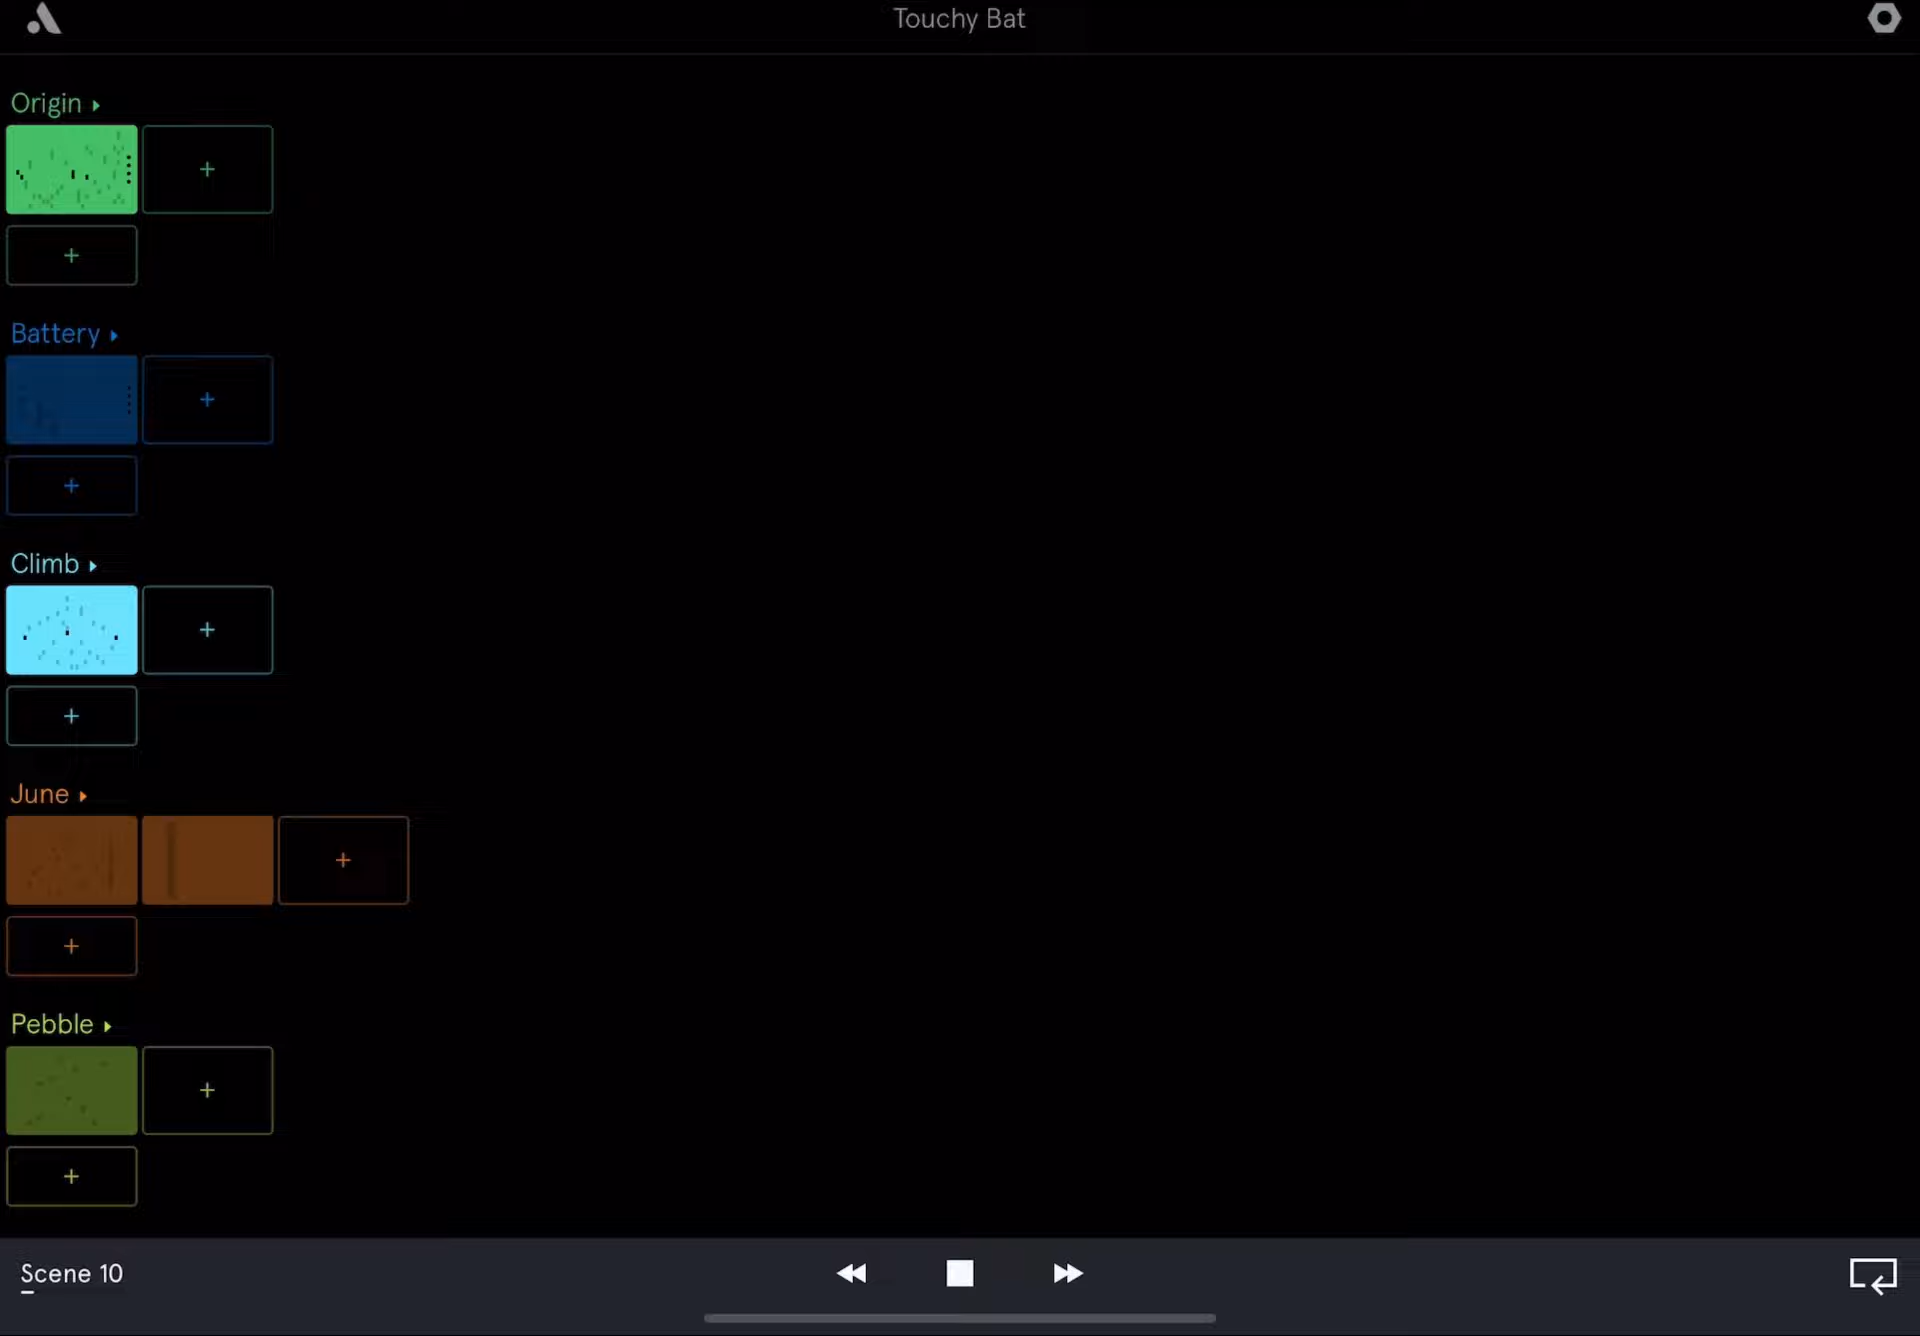 Touchy Bat
Origin
+
+
Battery
+
+
Climb
+
+
June
+
+
Pebble
+
+
Scene 10